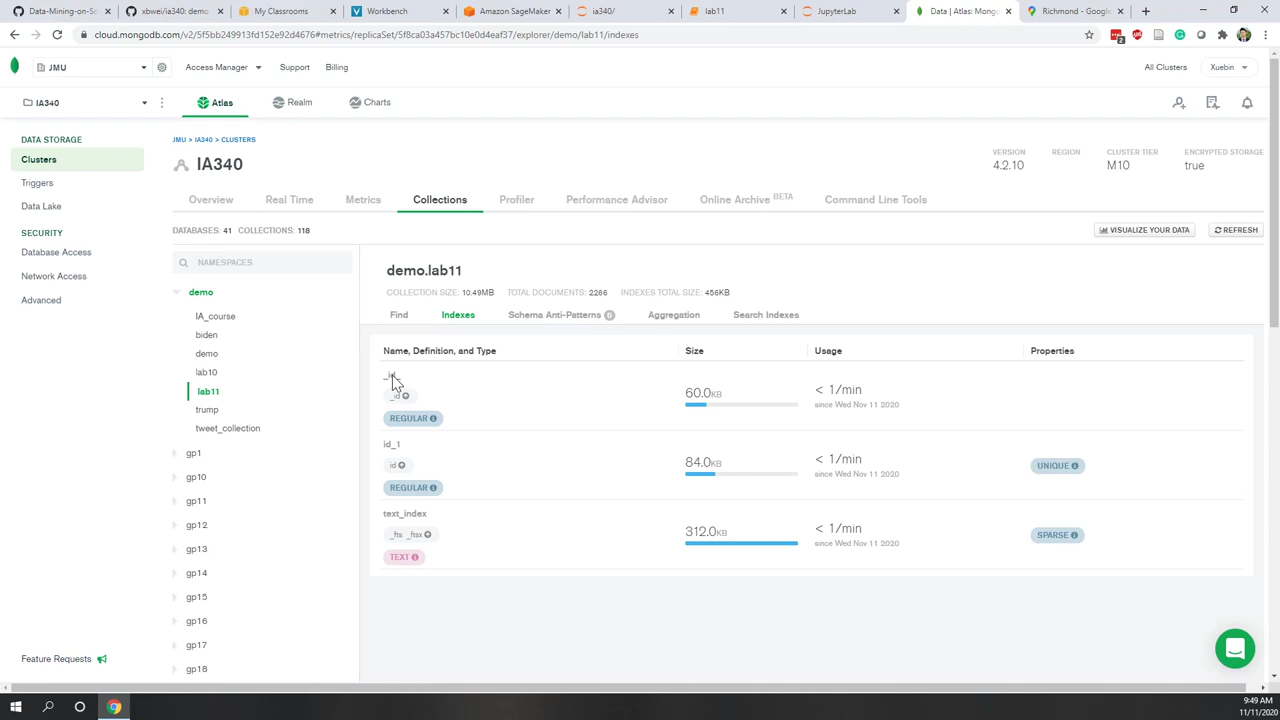 Data-Mining-on-Sc
xbwei/ia340: demo
My Classrooms
Workbench
Amazon SageMaker
ia340/
lab11
JupyterLab
Data | Atlas: Mongo
Richmond - Google
cloud.mongodb.com/v2/5f5bb249913fd152e92d4676#metrics/replicaSet/5f8ca03a457bc10e0d4eaf37/explorer/demo/lab11/indexes
2
JMU
Access Manager
Support
Billing
All Clusters
Xuebin
IA340
Atlas
Realm
Charts
DATA STORAGE
Clusters
Triggers
Data Lake
SECURITY
Database Access
Network Access
Advanced
Feature Requests
JMU > IA340 > CLUSTERS
IA340
VERSION
4.2.10
REGION
CLUSTER TIER
M10
ENCRYPTED STORAGE
true
Overview
Real Time
Metrics
Collections
Profiler
Performance Advisor
Online Archive BETA
Command Line Tools
DATABASES: 41 COLLECTIONS: 118
VISUALIZE YOUR DATA
REFRESH
NAMESPACES
demo
IA_course
biden
demo
lab10
lab11
trump
tweet_collection
gp1
gp10
gp11
gp12
gp13
gp14
gp15
gp16
gp17
gp18
demo.lab11
COLLECTION SIZE: 10.49MB TOTAL DOCUMENTS: 2266 INDEXES TOTAL SIZE: 456KB
Find
Indexes
Schema Anti-Patterns 0
Aggregation
Search Indexes
Name, Definition, and Type
Size
Usage
Properties
_id_
_id
REGULAR
60.0KB
< 1/min
since Wed Nov 11 2020
id_1
id
REGULAR
84.0KB
< 1/min
since Wed Nov 11 2020
UNIQUE
text_index
_fts _ftsx
TEXT
312.0KB
< 1/min
since Wed Nov 11 2020
SPARSE
9:49 AM
11/11/2020